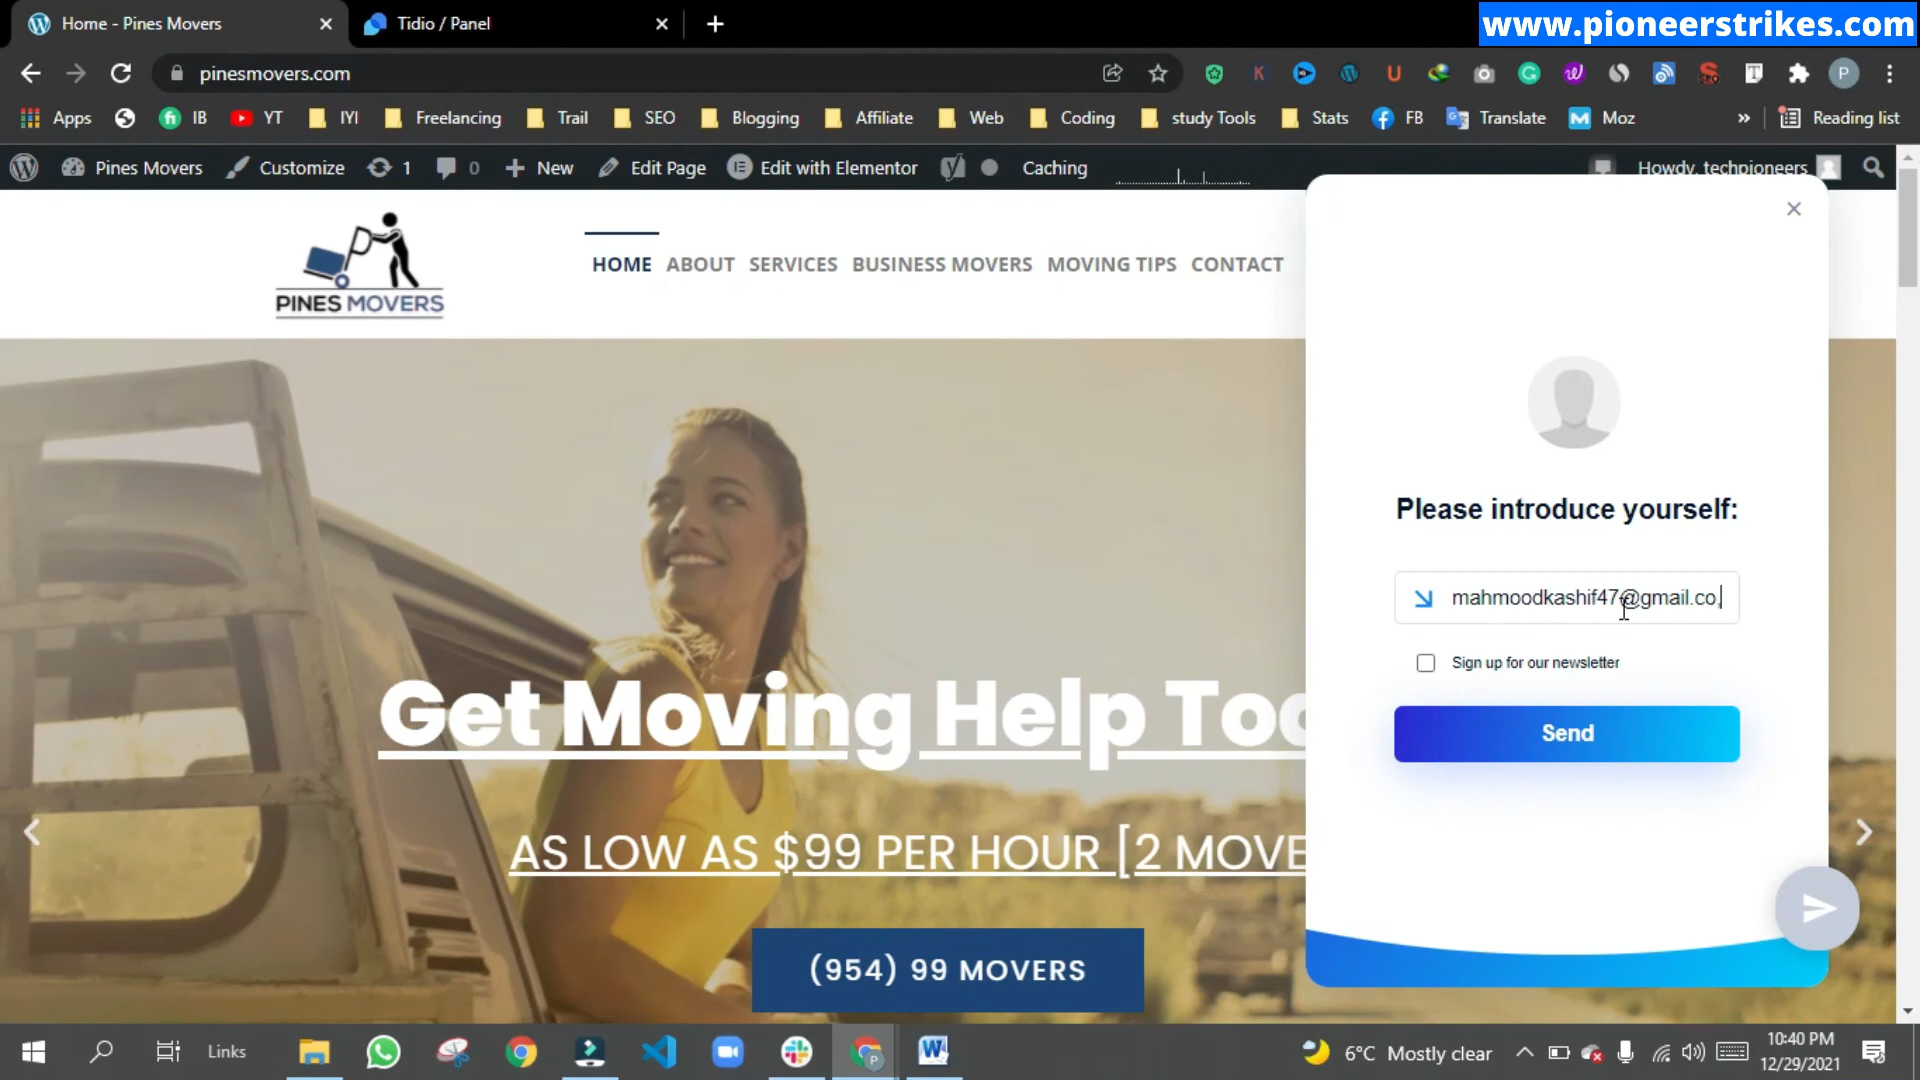 Home - Pines Movers
Tidio / Panel
www.pioneerstrikes.com
pinesmovers.com
Apps
IB
YT
IYI
Freelancing
Trail
SEO
Blogging
Affiliate
Web
Coding
study Tools
Stats
FB
Translate
Moz
»
Reading list
Pines Movers
Customize
1
0
New
Edit Page
Edit with Elementor
Caching
Howdy, techpioneers
PINES MOVERS
HOME
ABOUT
SERVICES
BUSINESS MOVERS
MOVING TIPS
CONTACT
Please introduce yourself:
mahmoodkashif47@gmail.co,
Sign up for our newsletter
Send
Get Moving Help Too
AS LOW AS $99 PER HOUR [2 MOVE
(954) 99 MOVERS
Links
6°C Mostly clear
10:40 PM
12/29/2021